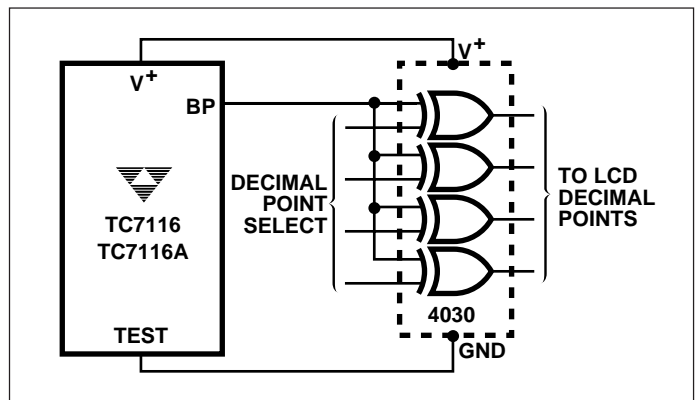 V+
V+
BP
DECIMAL
POINT
SELECT
TO LCD
DECIMAL
POINTS
TC7116
TC7116A
4030
TEST
GND